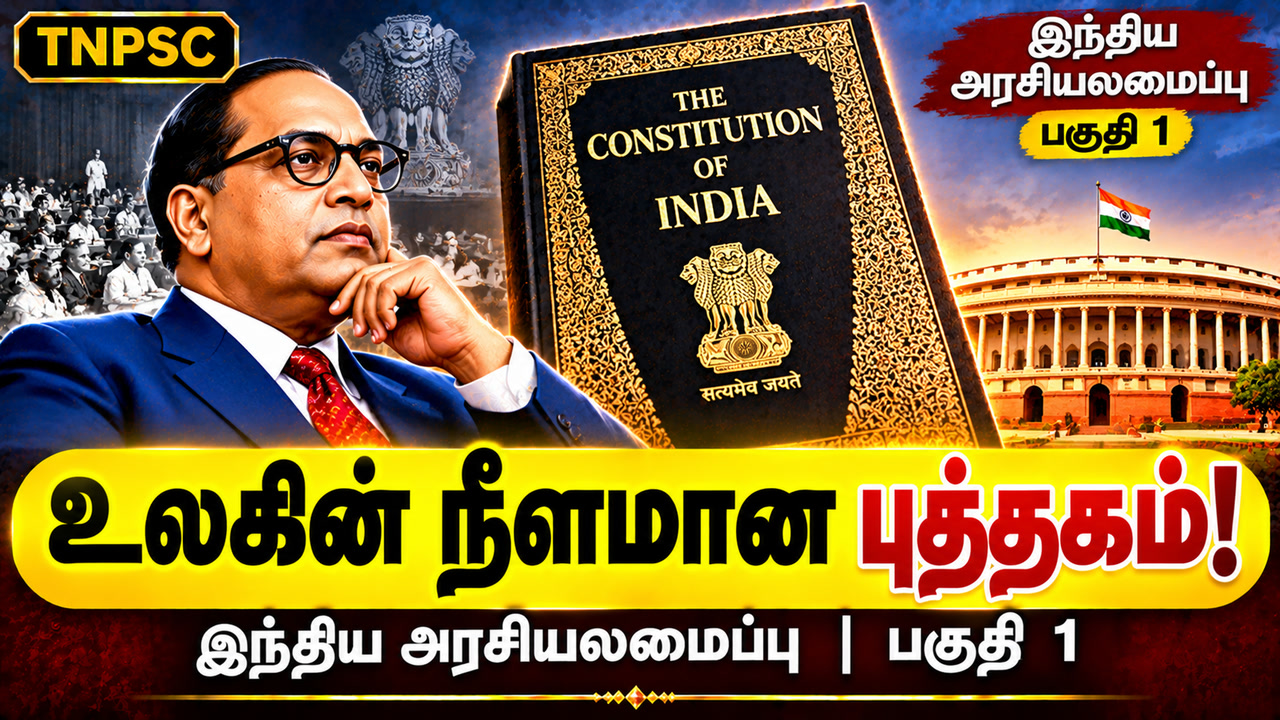 TNPSC
இந்திய
அரசியலமைப்பு
பகுதி 1
THE
CONSTITUTION
OF
INDIA
सत्यमेव जयते
உலகின் நீளமான புத்தகம்!
இந்திய அரசியலமைப்பு | பகுதி 1